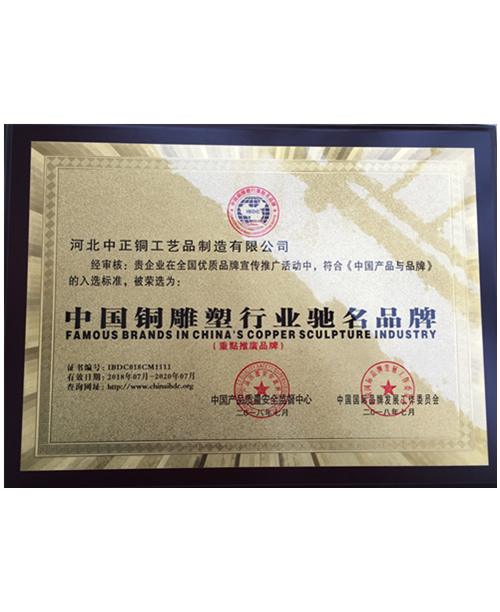 IBDC
河北中正铜工艺品制造有限公司
经审核：贵企业在全国优质品牌宣传推广活动中，符合《中国产品与品牌》
的入选标准，被荣选为：
中国铜雕塑行业驰名品牌
FAMOUS BRANDS IN CHINA'S COPPER SCULPTURE INDUSTRY
（重點推廣品牌）
证书编号：IBDC018CM1111
有效日期：2018年07月-2020年07月
查询网址：http://www.chinaibdc.org
中国产品质量安全监督中心 中国国际品牌发展工作委员会
二〇一八年七月 二〇一八年七月